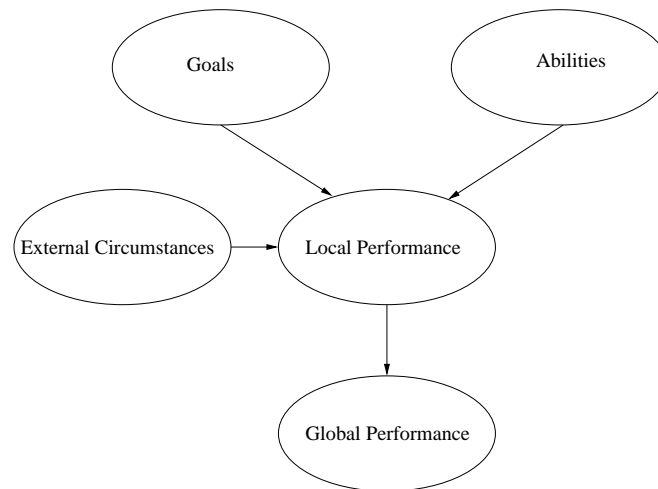 Goals
Abilities
External Circumstances
Local Performance
Global Performance